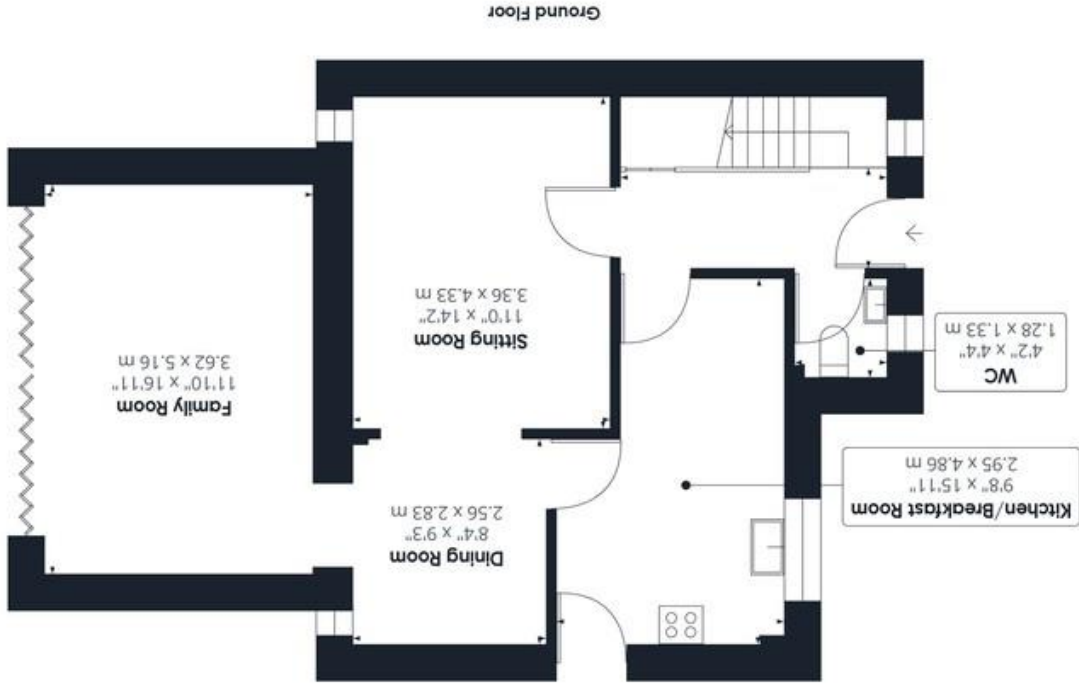 Kitchen/Breakfast Room
9'8" x 15'11"
2.95 x 4.86 m
Dining Room
8'4" x 9'3"
2.56 x 2.83 m
Family Room
11'10" x 16'11"
3.62 x 5.16 m
WC
4'2" x 4'4"
1.28 x 1.33 m
Sitting Room
11'0" x 14'2"
3.36 x 4.33 m
Ground Floor